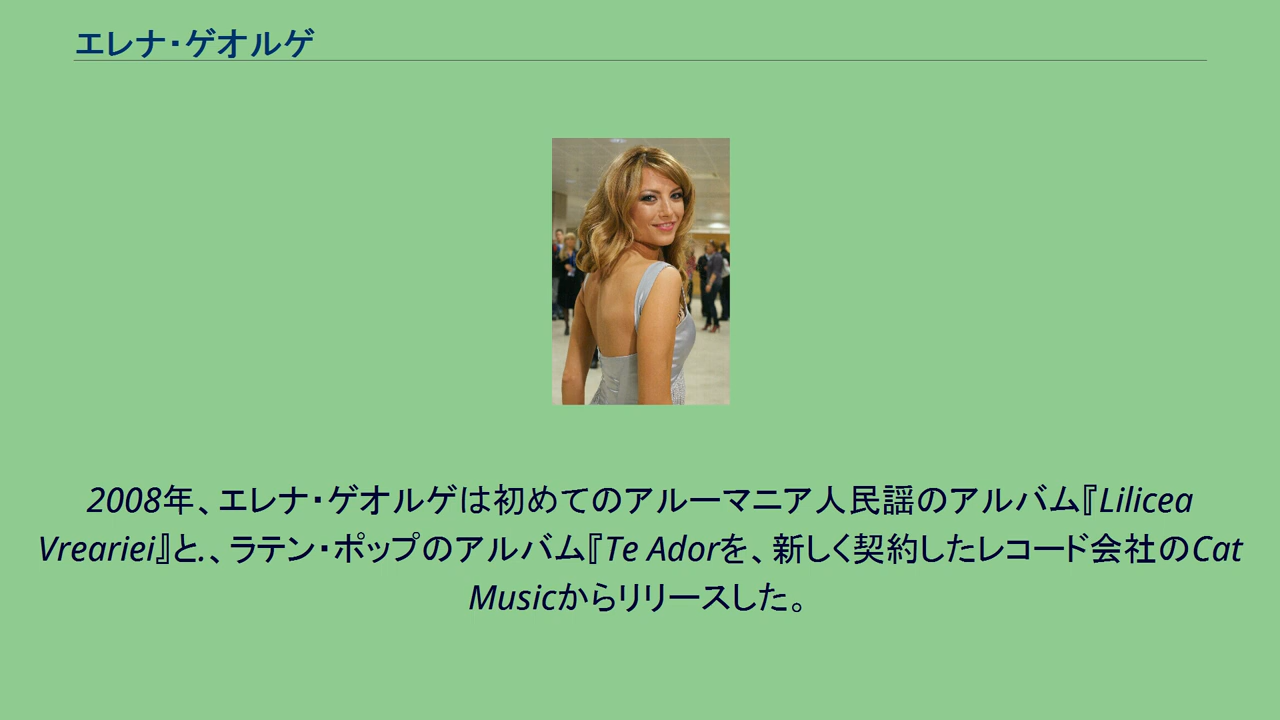 エレナ・ゲオルゲ
2008年、エレナ・ゲオルゲは初めてのアルーマニア人民謡のアルバム『Lilicea
Vreariei』と.、ラテン・ポップのアルバム『Te Adorを、新しく契約したレコード会社のCat
Musicからリリースした。